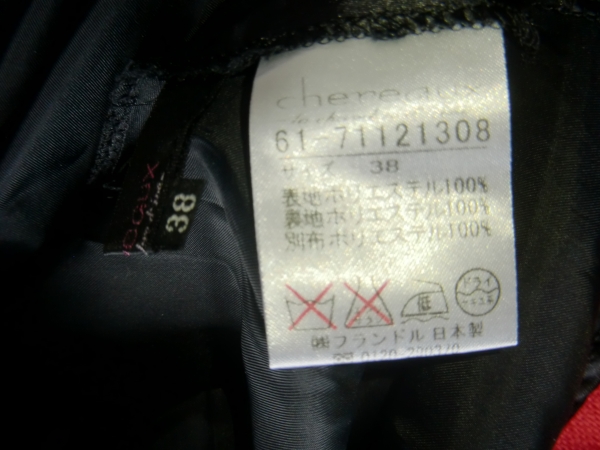 chereaux
61-71121308
サイズ 38
表地ポリエステル100%
裏地ポリエステル100%
別布ポリエステル100%
低
ドライ
㈱フランドル 日本製
38